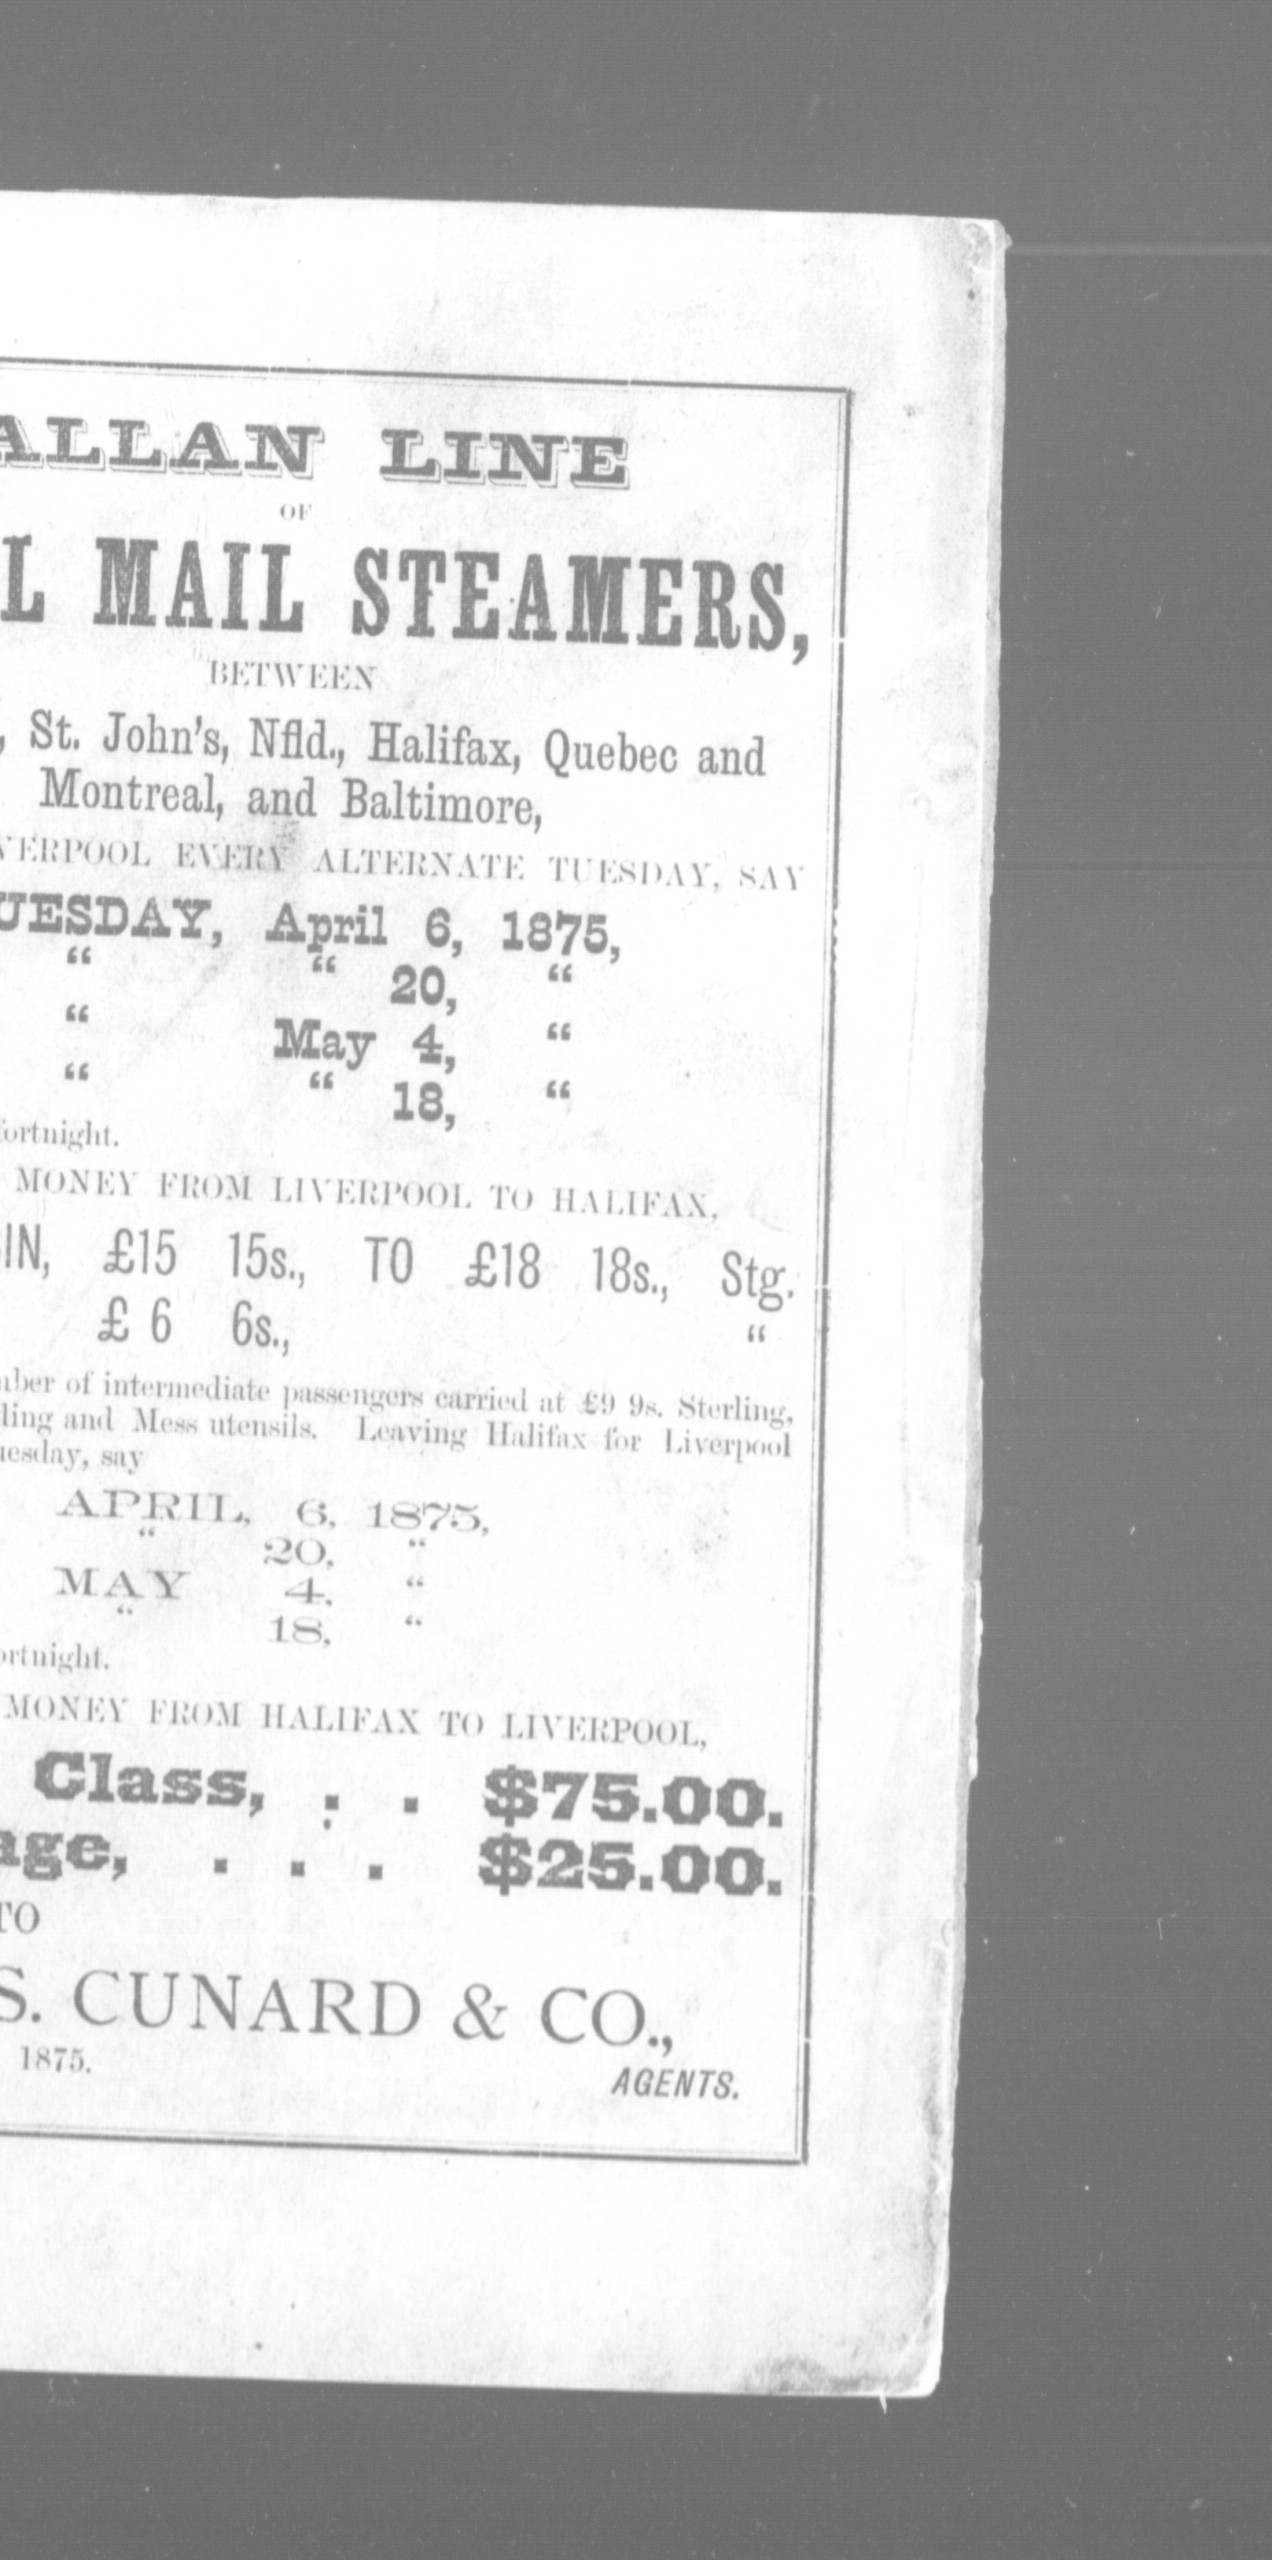 ALLAN LINE
OF
L MAIL STEAMERS,
BETWEEN
, St. John's, Nfld., Halifax, Quebec and
Montreal, and Baltimore,
VERPOOL EVERY ALTERNATE TUESDAY, SAY
UESDAY, April 6, 1875,
“ “ 20, “
“ May 4, “
“ “ 18, “
fortnight.
MONEY FROM LIVERPOOL TO HALIFAX,
IN, £15 15s., TO £18 18s., Stg.
£ 6 6s., “
mber of intermediate passengers carried at £9 9s. Sterling,
ling and Mess utensils. Leaving Halifax for Liverpool
uesday, say
APRIL, 6, 1875,
“ 20, “
MAY 4, “
“ 18, “
ortnight.
MONEY FROM HALIFAX TO LIVERPOOL,
Class, . . $75.00.
age, . . . $25.00.
TO
S. CUNARD & CO.,
1875.
AGENTS.